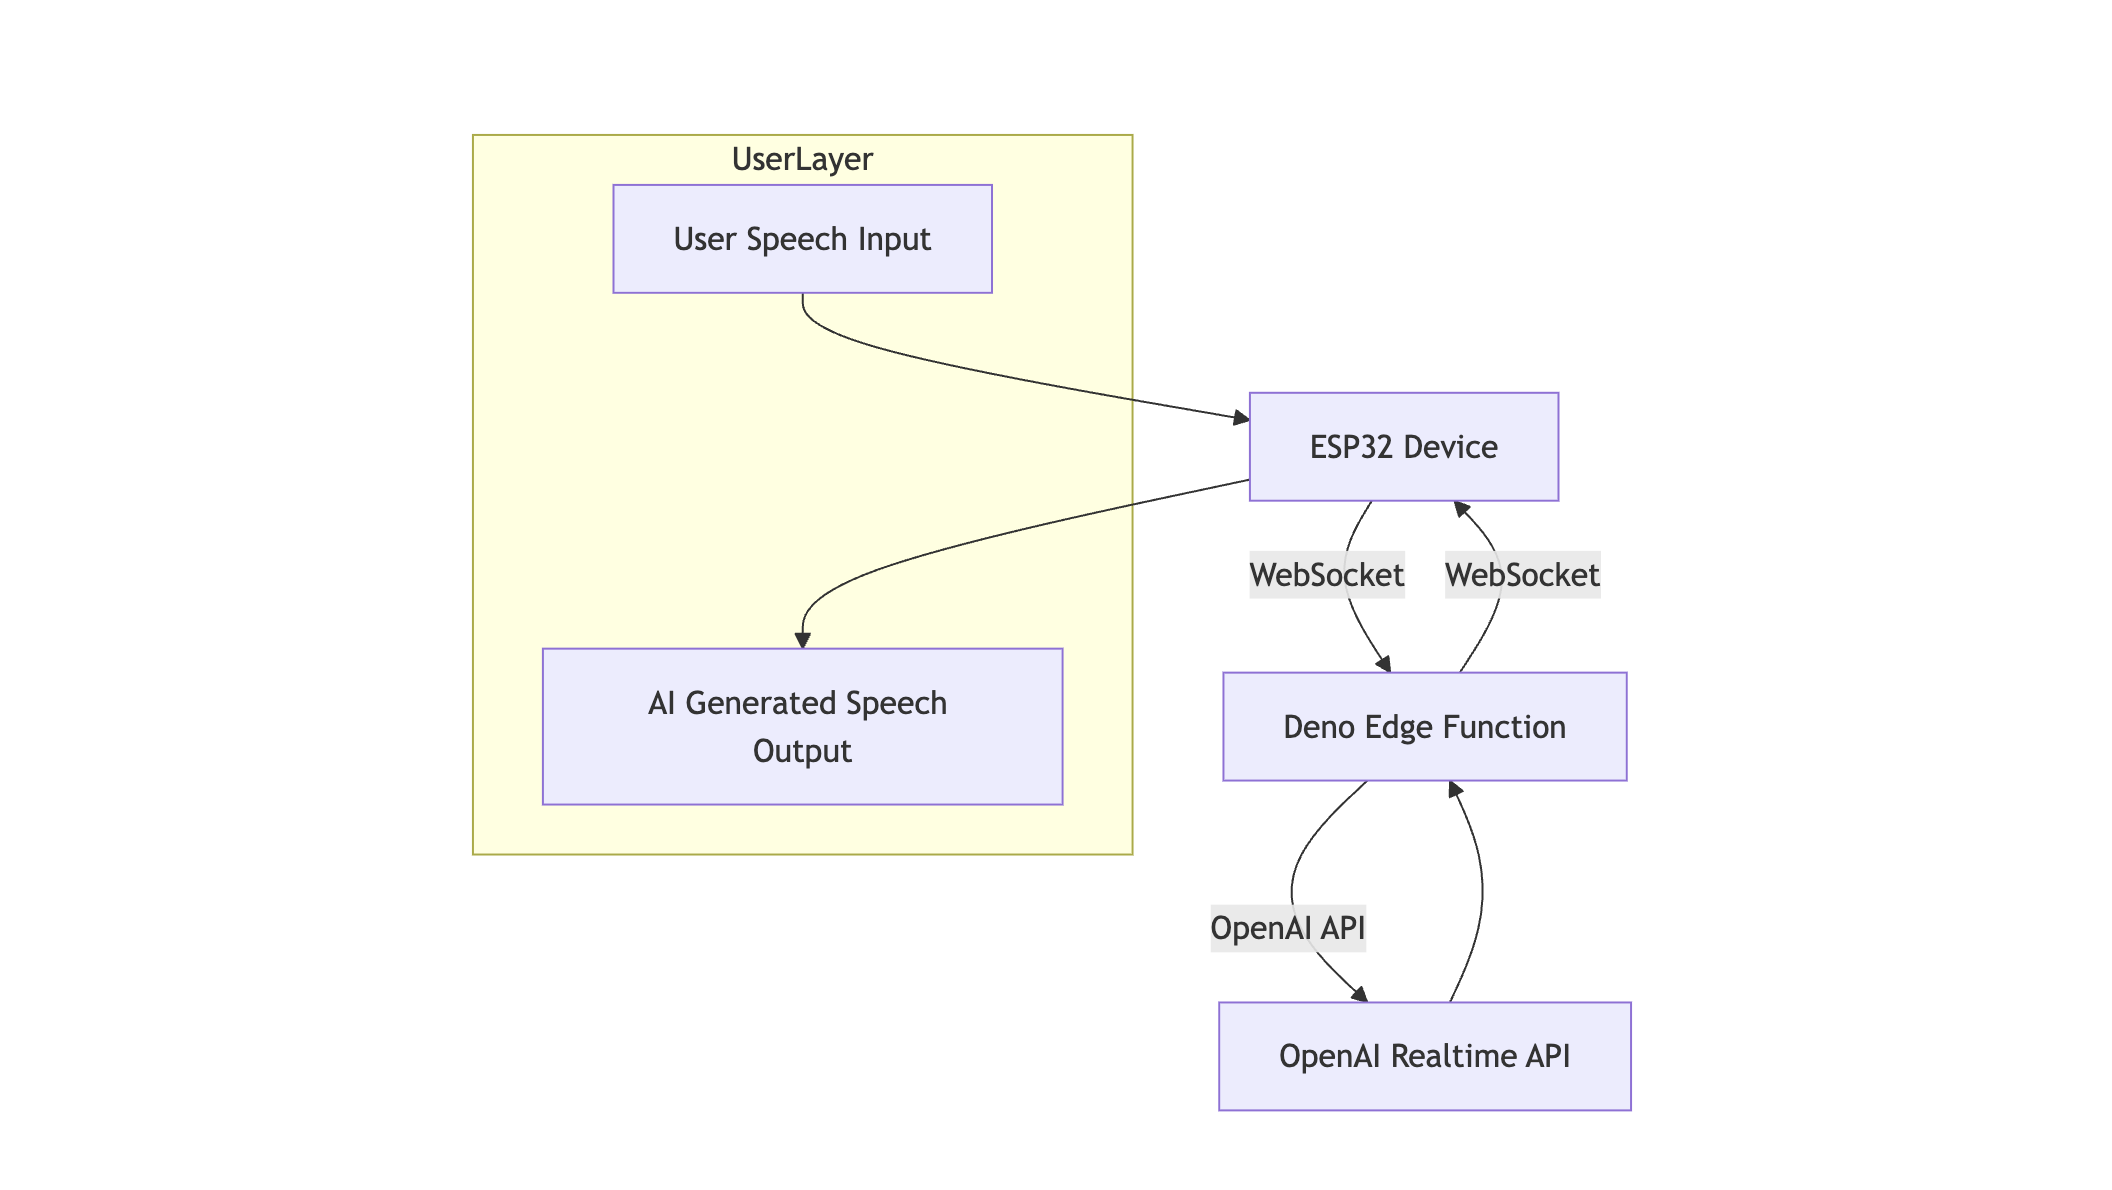 UserLayer
User Speech Input
ESP32 Device
WebSocket
WebSocket
AI Generated Speech
Output
Deno Edge Function
OpenAI API
OpenAI Realtime API